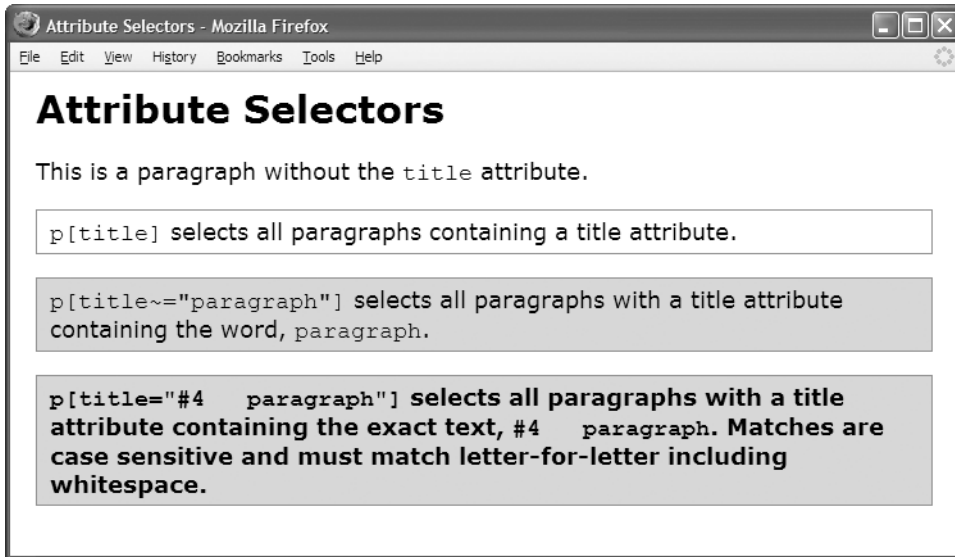 Attribute Selectors - Mozilla Firefox
File Edit View History Bookmarks Tools Help
Attribute Selectors
This is a paragraph without the title attribute.
p[title] selects all paragraphs containing a title attribute.
p[title~="paragraph"] selects all paragraphs with a title attribute
containing the word, paragraph.
p[title="#4   paragraph"] selects all paragraphs with a title
attribute containing the exact text, #4   paragraph. Matches are
case sensitive and must match letter-for-letter including
whitespace.